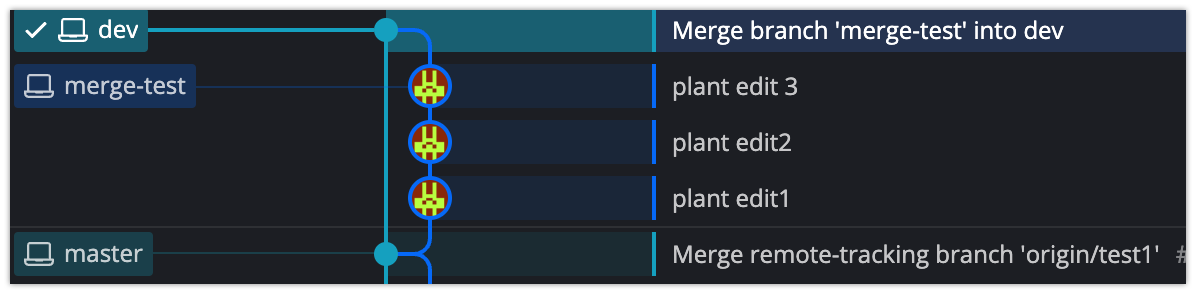 dev Merge branch 'merge-test' into dev
merge-test plant edit 3
plant edit2
plant edit1
master Merge remote-tracking branch 'origin/test1' #